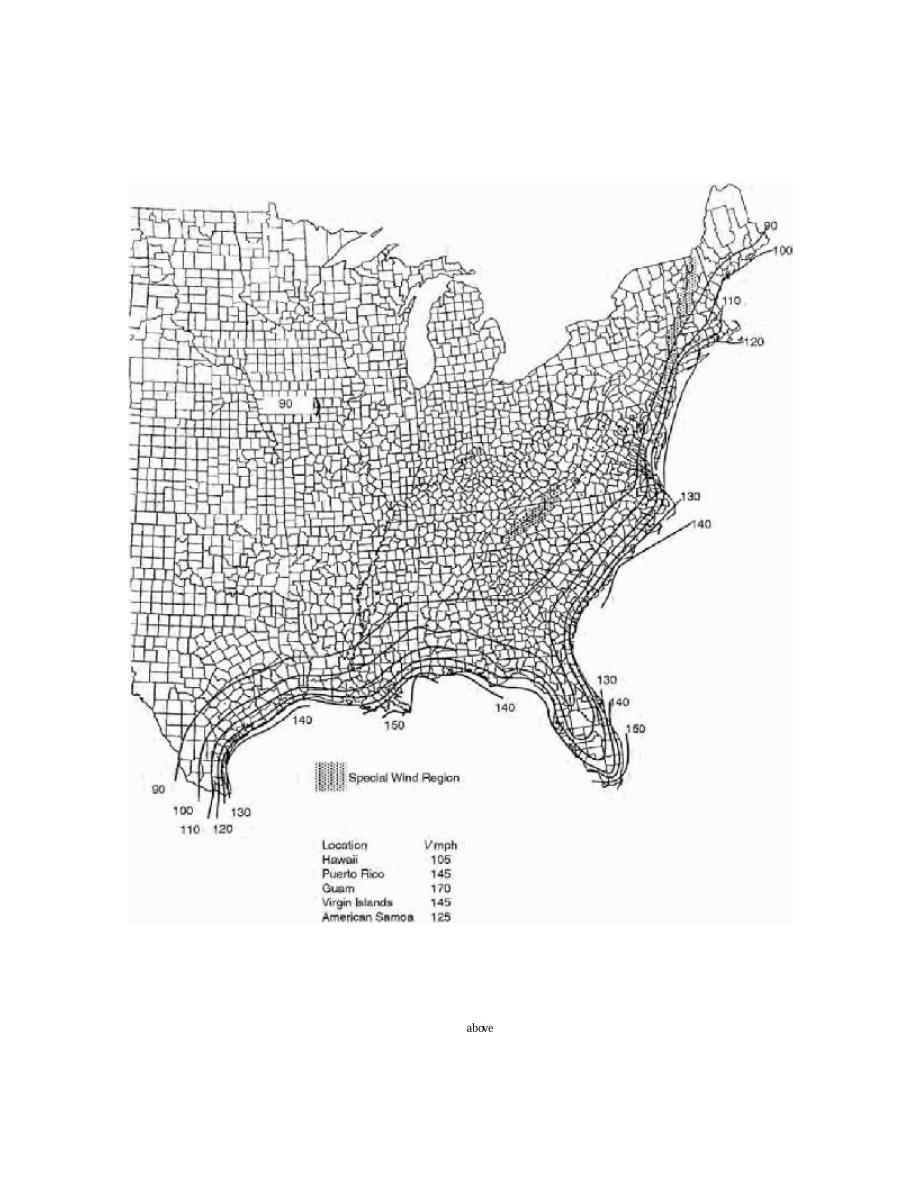 90
100
110
120
90
130
140
130
140
140
140
150
150
Special Wind Region
90
100
130
110 120
Location V mph
Hawaii 105
Puerto Rico 145
Guam 170
Virgin Islands 145
American Samoa 125
above